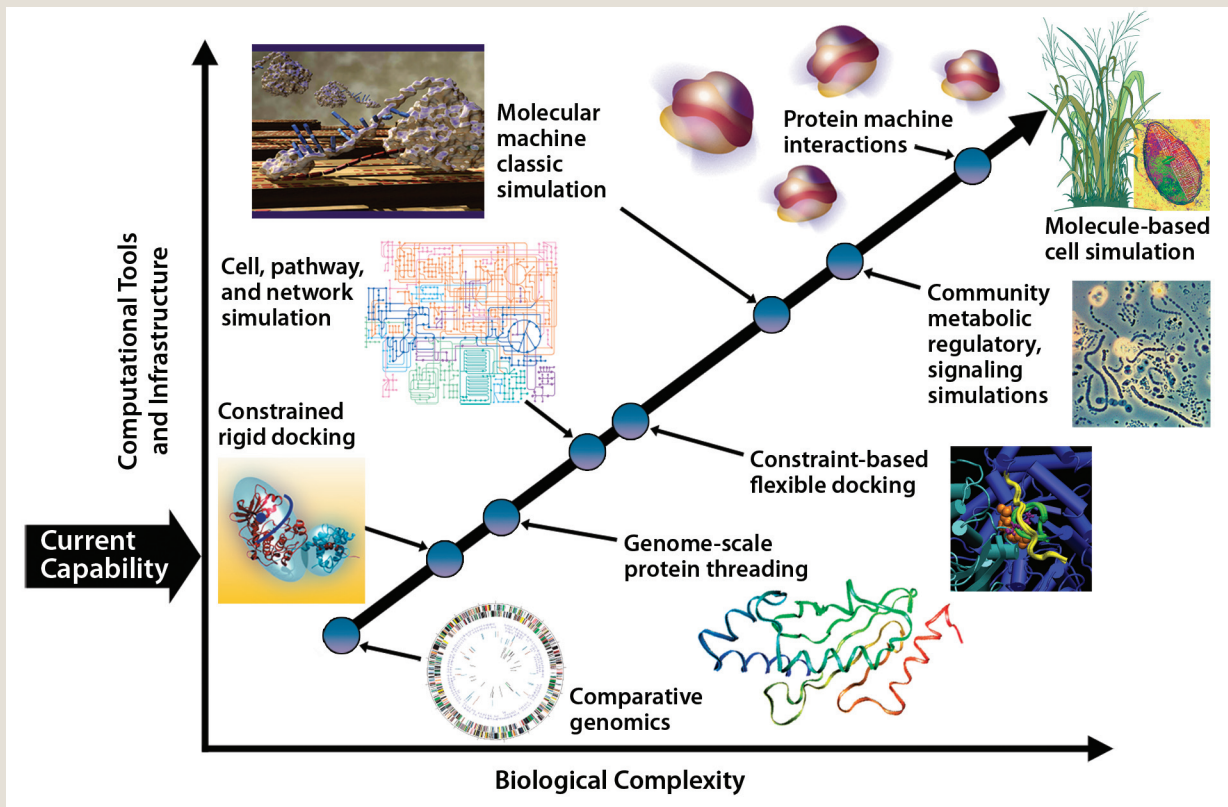 Molecular
machine
classic
simulation
Protein machine
interactions
Molecule-based
cell simulation
Cell, pathway,
and network
simulation
Community
metabolic
regulatory,
signaling
simulations
Computational Tools
and Infrastructure
Constrained
rigid docking
Constraint-based
flexible docking
Current
Capability
Genome-scale
protein threading
Comparative
genomics
Biological Complexity